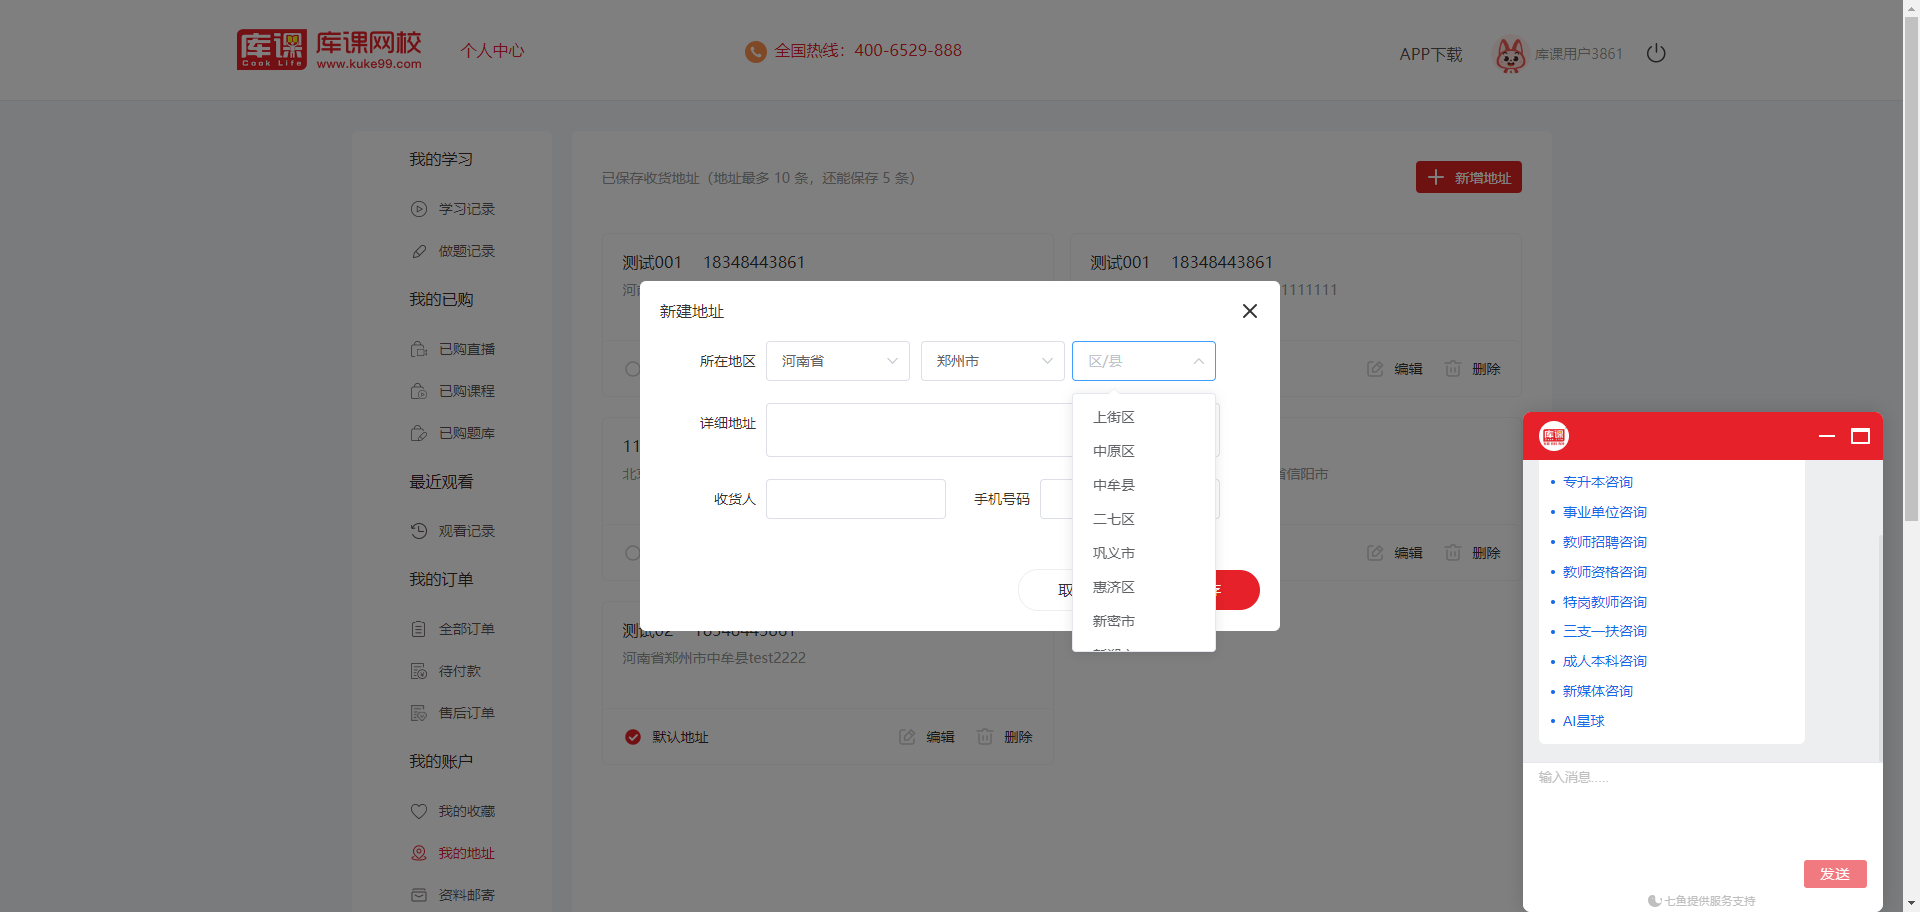 库课 库课网校
Cook Life www.kuke99.com
个人中心
全国热线：400-6529-888
APP下载
库课用户3861
我的学习
学习记录
做题记录
我的已购
已购直播
已购课程
已购题库
最近观看
观看记录
我的订单
全部订单
待付款
售后订单
我的账户
我的收藏
我的地址
资料邮寄
已保存收货地址（地址最多 10 条，还能保存 5 条）
新增地址
测试001 18348443861
测试001 18348443861
1111111
编辑 删除
11
省信阳市
编辑 删除
测试02 18348443861
河南省郑州市中牟县test2222
默认地址
编辑 删除
新建地址
所在地区 河南省 郑州市 区/县
详细地址
收货人 手机号码
上街区
中原区
中牟县
二七区
巩义市
惠济区
新密市
取
库课
专升本咨询
事业单位咨询
教师招聘咨询
教师资格咨询
特岗教师咨询
三支一扶咨询
成人本科咨询
新媒体咨询
AI星球
输入消息.....
发送
七鱼提供服务支持